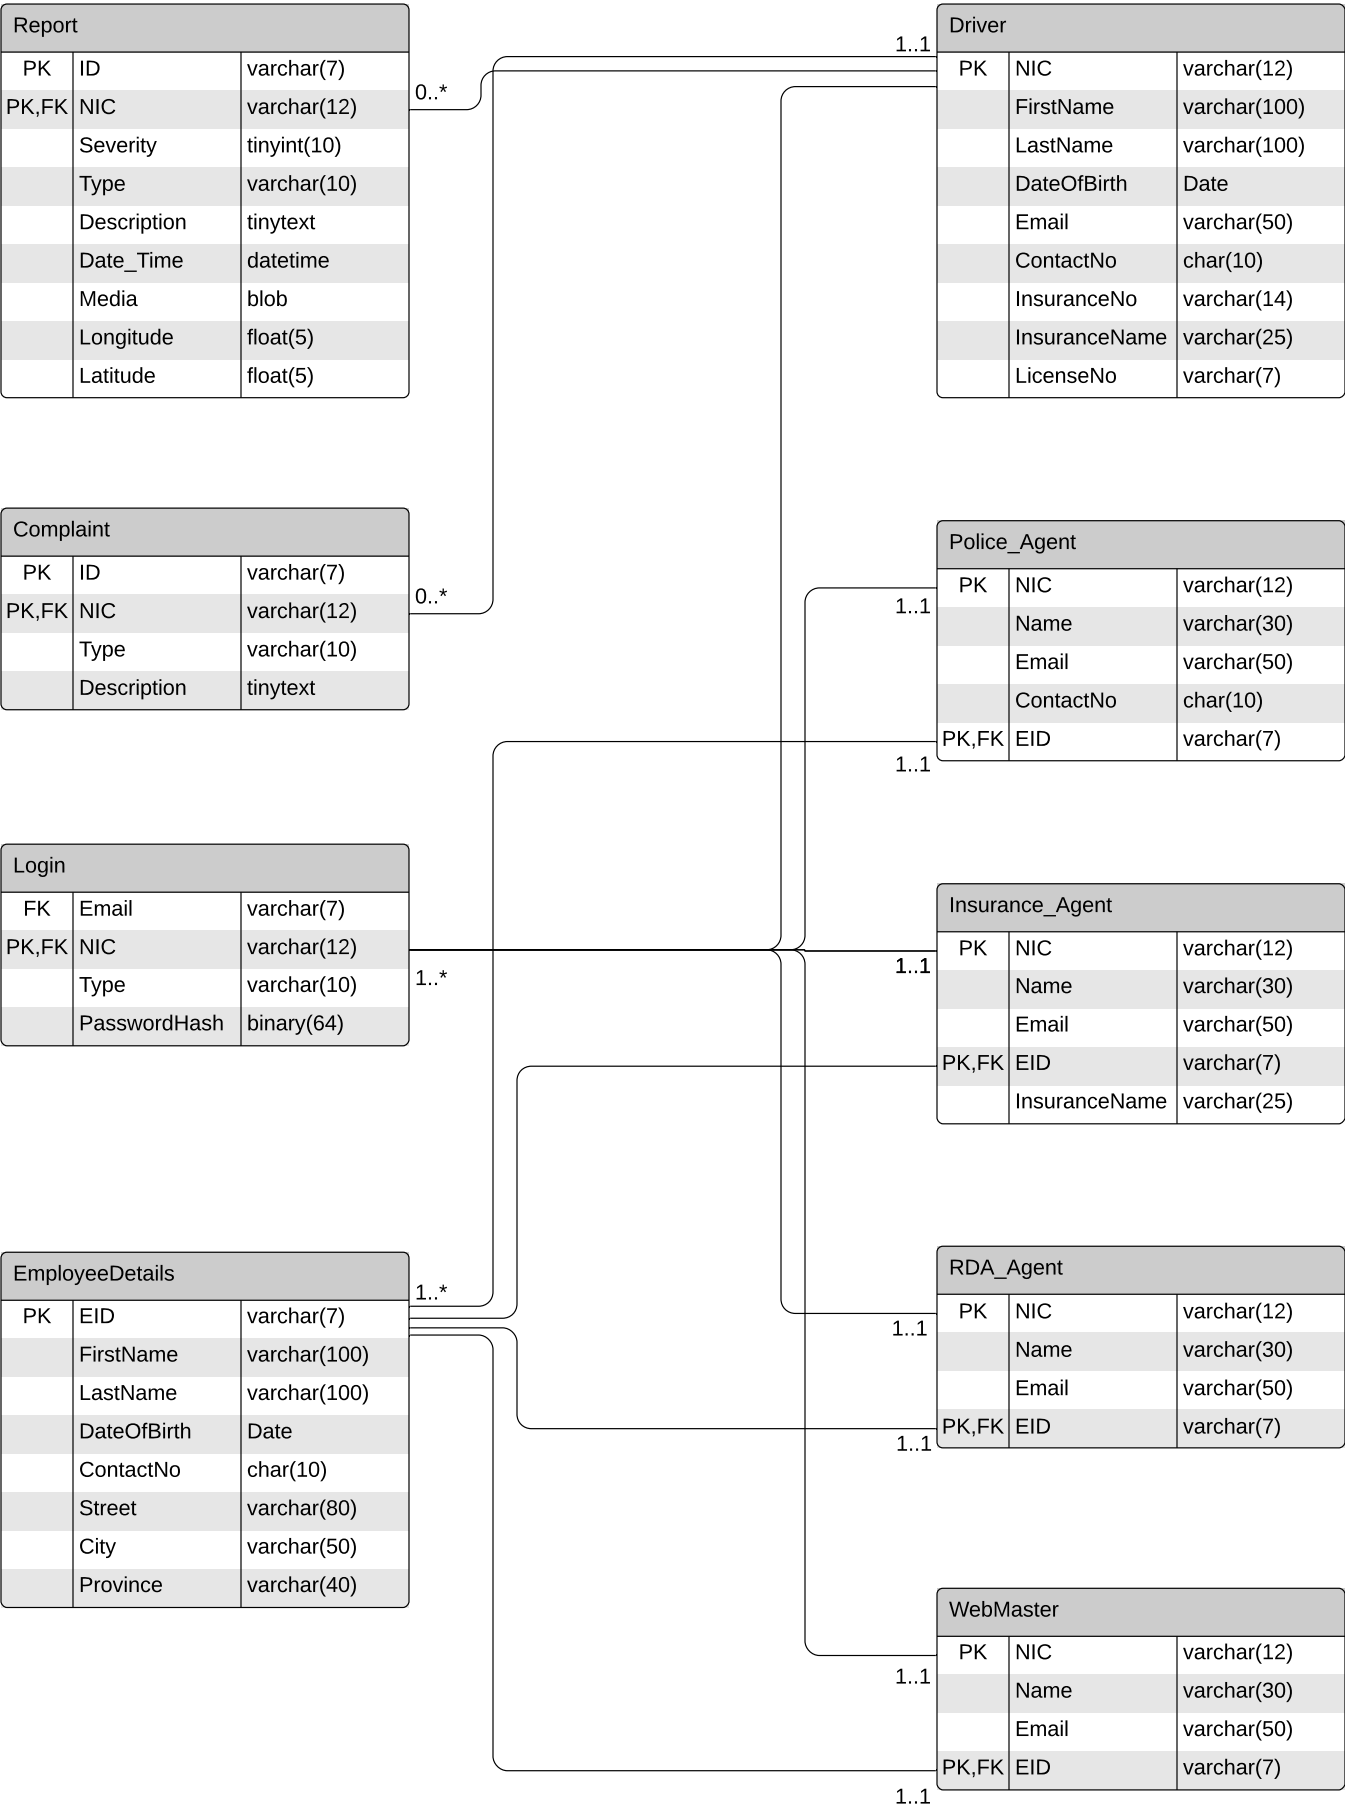 Report
PK ID varchar(7)
PK,FK NIC varchar(12)
Severity tinyint(10)
Type varchar(10)
Description tinytext
Date_Time datetime
Media blob
Longitude float(5)
Latitude float(5)
0..*
1..1
Driver
PK NIC varchar(12)
FirstName varchar(100)
LastName varchar(100)
DateOfBirth Date
Email varchar(50)
ContactNo char(10)
InsuranceNo varchar(14)
InsuranceName varchar(25)
LicenseNo varchar(7)
Complaint
PK ID varchar(7)
PK,FK NIC varchar(12)
Type varchar(10)
Description tinytext
0..*
Police_Agent
PK NIC varchar(12)
Name varchar(30)
Email varchar(50)
ContactNo char(10)
PK,FK EID varchar(7)
1..1
1..1
Login
FK Email varchar(7)
PK,FK NIC varchar(12)
Type varchar(10)
PasswordHash binary(64)
1..*
Insurance_Agent
PK NIC varchar(12)
Name varchar(30)
Email varchar(50)
PK,FK EID varchar(7)
InsuranceName varchar(25)
1..1
EmployeeDetails
PK EID varchar(7)
FirstName varchar(100)
LastName varchar(100)
DateOfBirth Date
ContactNo char(10)
Street varchar(80)
City varchar(50)
Province varchar(40)
1..*
RDA_Agent
PK NIC varchar(12)
Name varchar(30)
Email varchar(50)
PK,FK EID varchar(7)
1..1
1..1
WebMaster
PK NIC varchar(12)
Name varchar(30)
Email varchar(50)
PK,FK EID varchar(7)
1..1
1..1